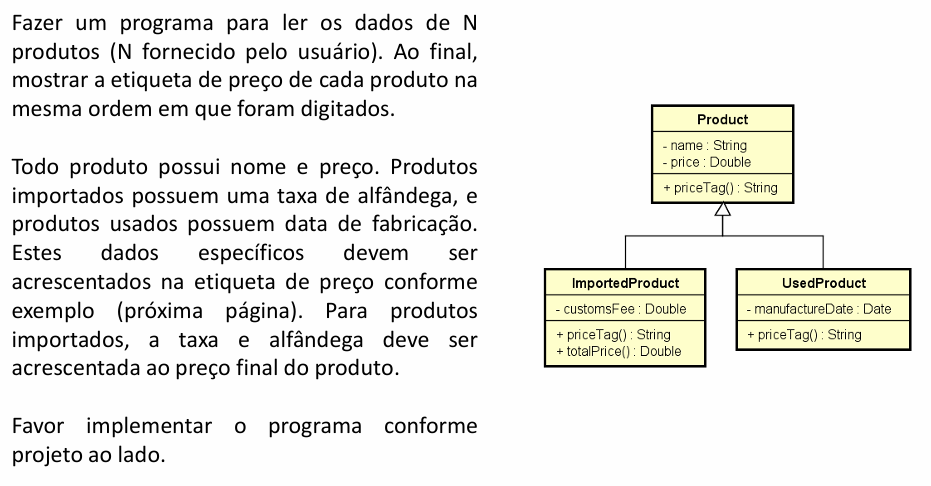 Fazer um programa para ler os dados de N
produtos (N fornecido pelo usuário). Ao final,
mostrar a etiqueta de preço de cada produto na
mesma ordem em que foram digitados.
Todo produto possui nome e preço. Produtos
importados possuem uma taxa de alfândega, e
produtos usados possuem data de fabricação.
Estes dados específicos devem ser
acrescentados na etiqueta de preço conforme
exemplo (próxima página). Para produtos
importados, a taxa e alfândega deve ser
acrescentada ao preço final do produto.
Favor implementar o programa conforme
projeto ao lado.
Product
- name : String
- price : Double
+ priceTag() : String
ImportedProduct
- customsFee : Double
+ priceTag() : String
+ totalPrice() : Double
UsedProduct
- manufactureDate : Date
+ priceTag() : String